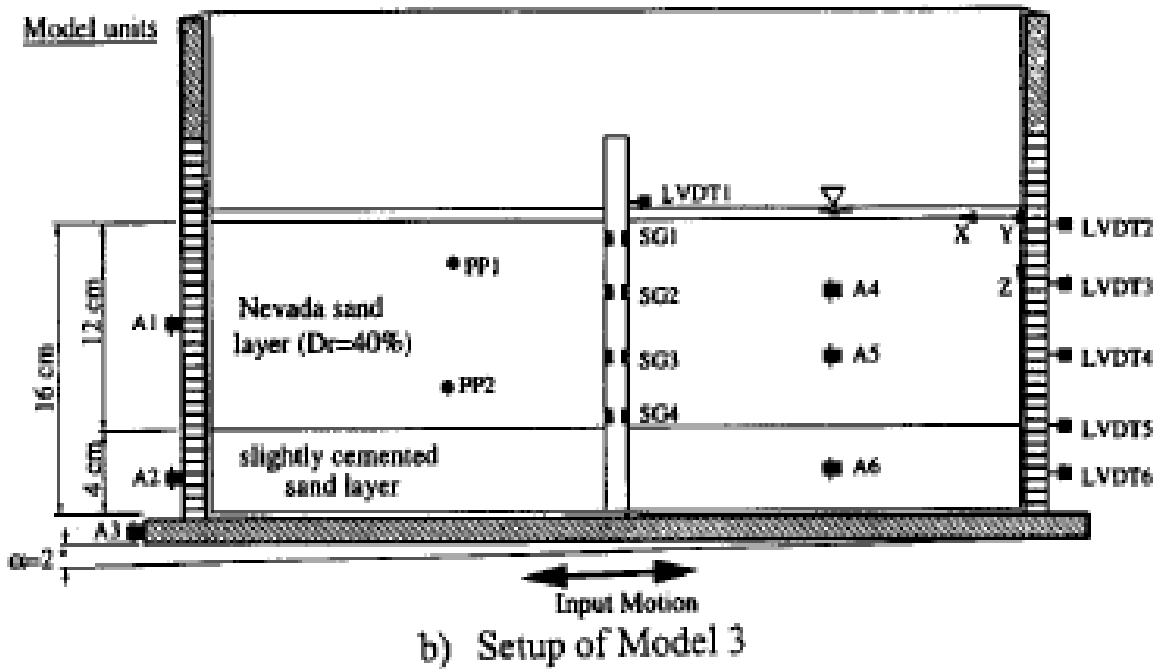 Model units
LVDT1
SG1
X
Y
LVDT2
PP1
SG2
Z
A4
LVDT3
Nevada sand
layer (Dr=40%)
A1
12 cm
16 cm
SG3
A5
LVDT4
PP2
SG4
LVDT5
slightly cemented
sand layer
A2
4 cm
A6
LVDT6
A3
α=2
Input Motion
b) Setup of Model 3